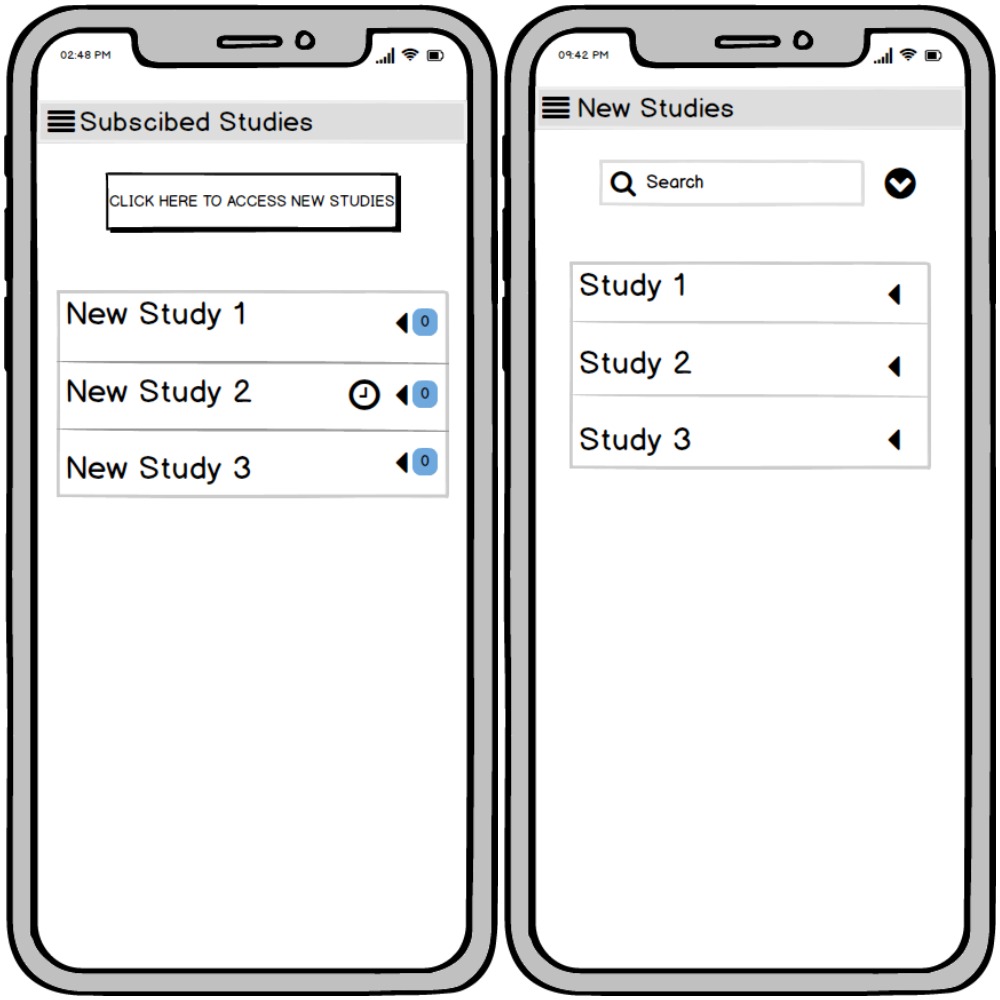 02:48 PM
Subscibed Studies
CLICK HERE TO ACCESS NEW STUDIES
New Study 1
0
New Study 2
0
New Study 3
0
09:42 PM
New Studies
Search
Study 1
Study 2
Study 3